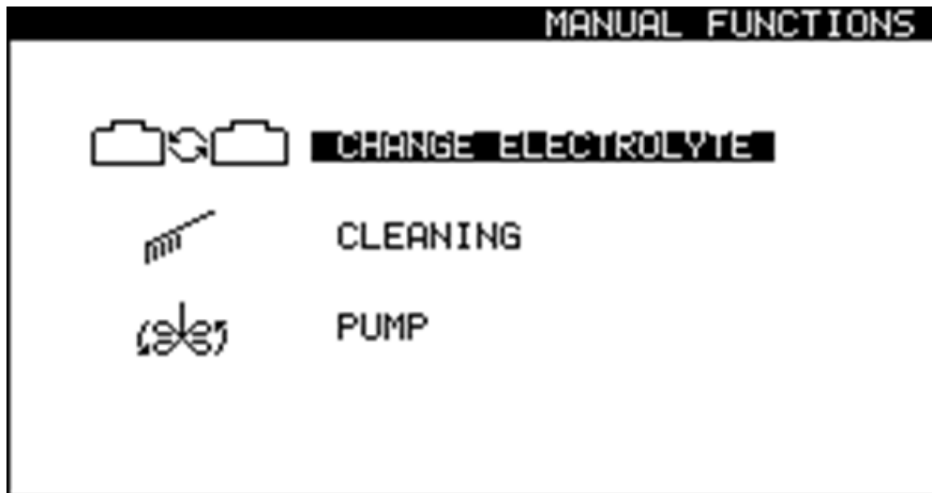 MANUAL FUNCTIONS
CHANGE ELECTROLYTE
CLEANING
PUMP